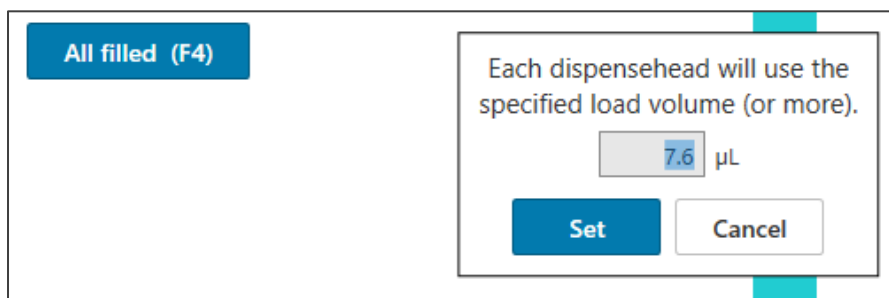 All filled (F4)
Each dispensehead will use the
specified load volume (or more).
7.6 µL
Set
Cancel